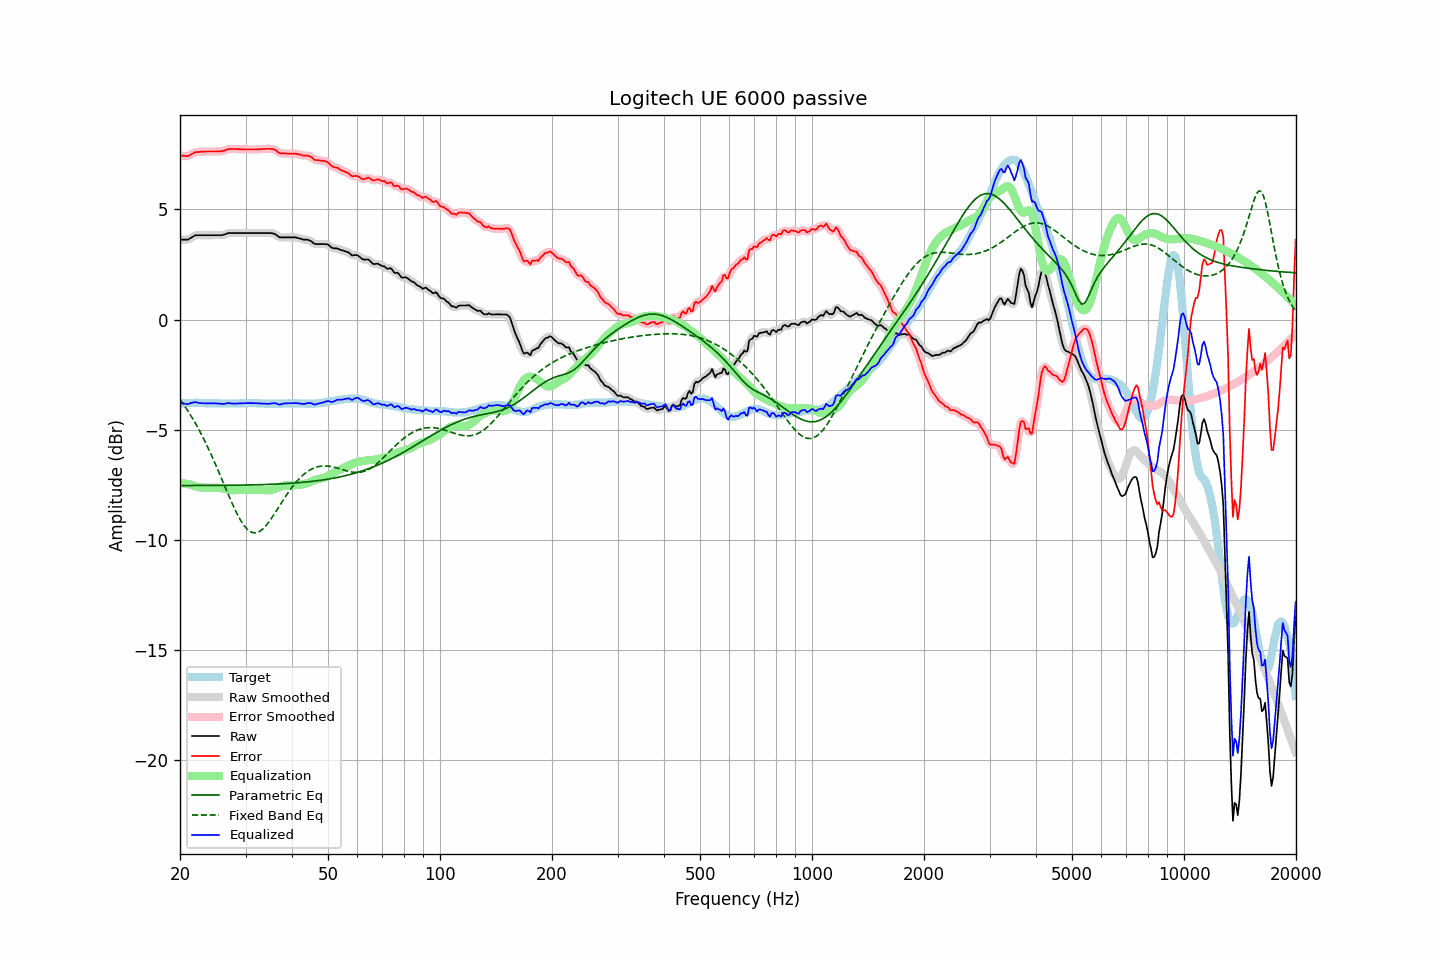 Logitech UE 6000 passive
Amplitude (dBr)
5
0
−5
−10
−15
−20
Target
Raw Smoothed
Error Smoothed
Raw
Error
Equalization
Parametric Eq
Fixed Band Eq
Equalized
20 50 100 200 500 1000 2000 5000 10000 20000
Frequency (Hz)